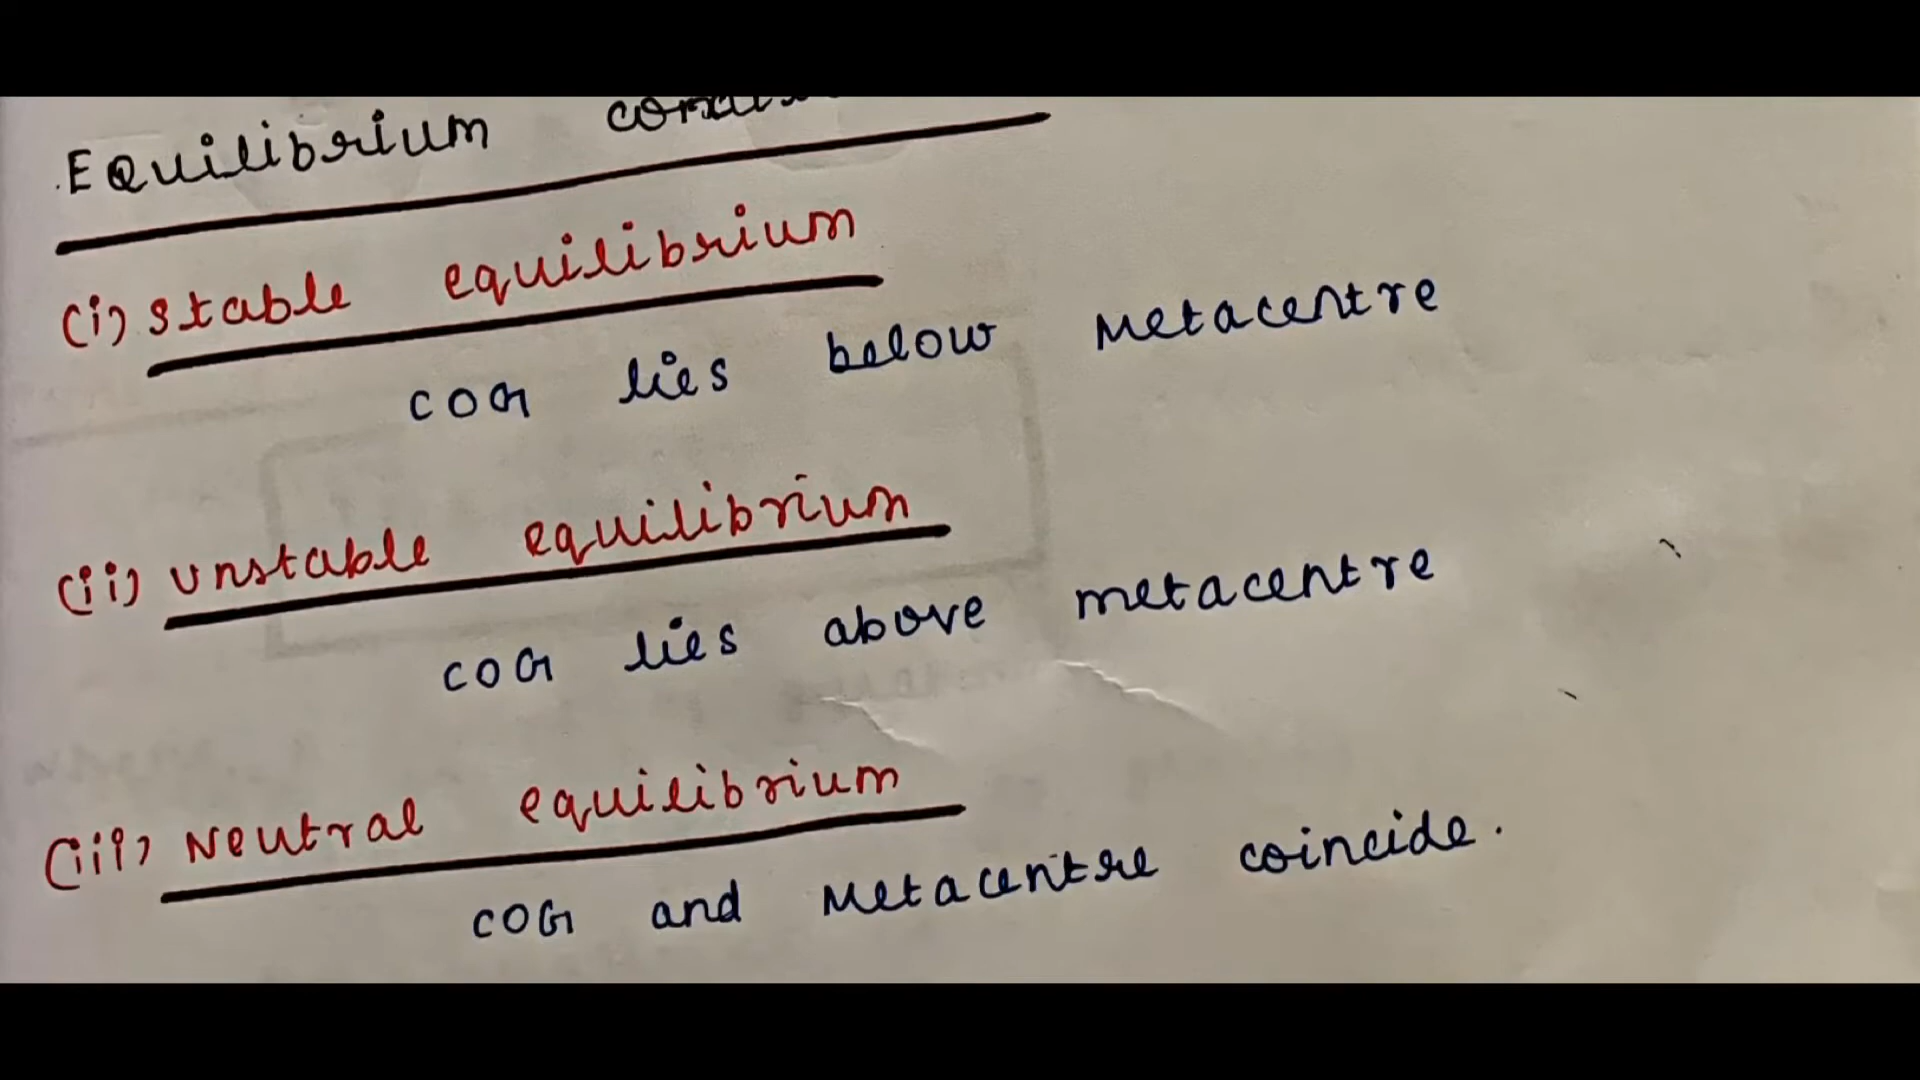 Equilibrium
(i) stable equilibrium
COG lies below Metacentre
(ii) unstable equilibrium
COG lies above metacentre
(iii) Neutral equilibrium
COG and Metacentre coincide.